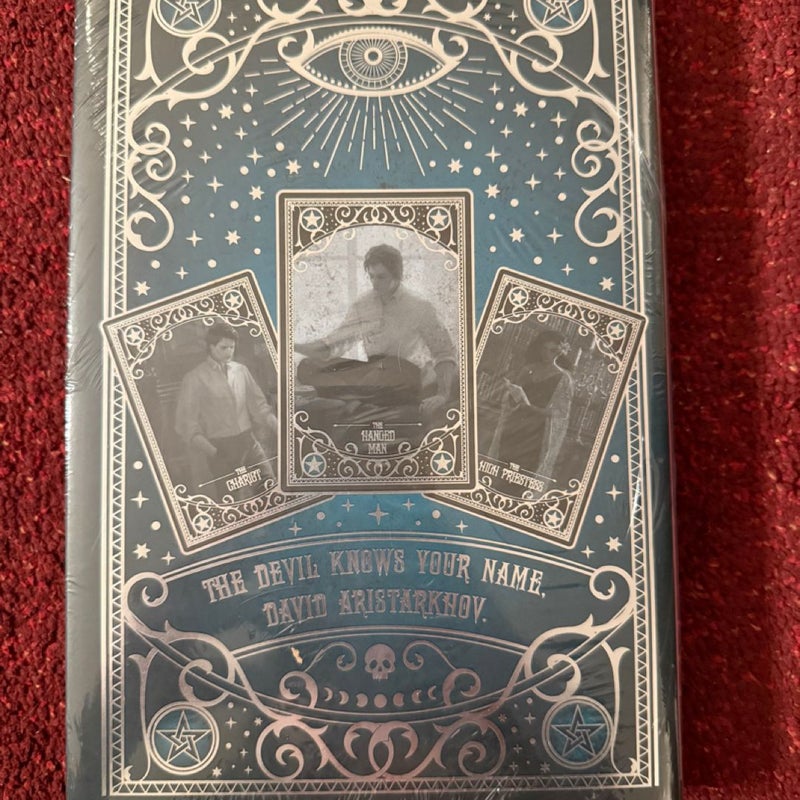 THE
HANGED
MAN
THE
CHARIOT
THE
HIGH PRIESTESS
THE DEVIL KNOWS YOUR NAME,
DAVID ARISTARKHOV.